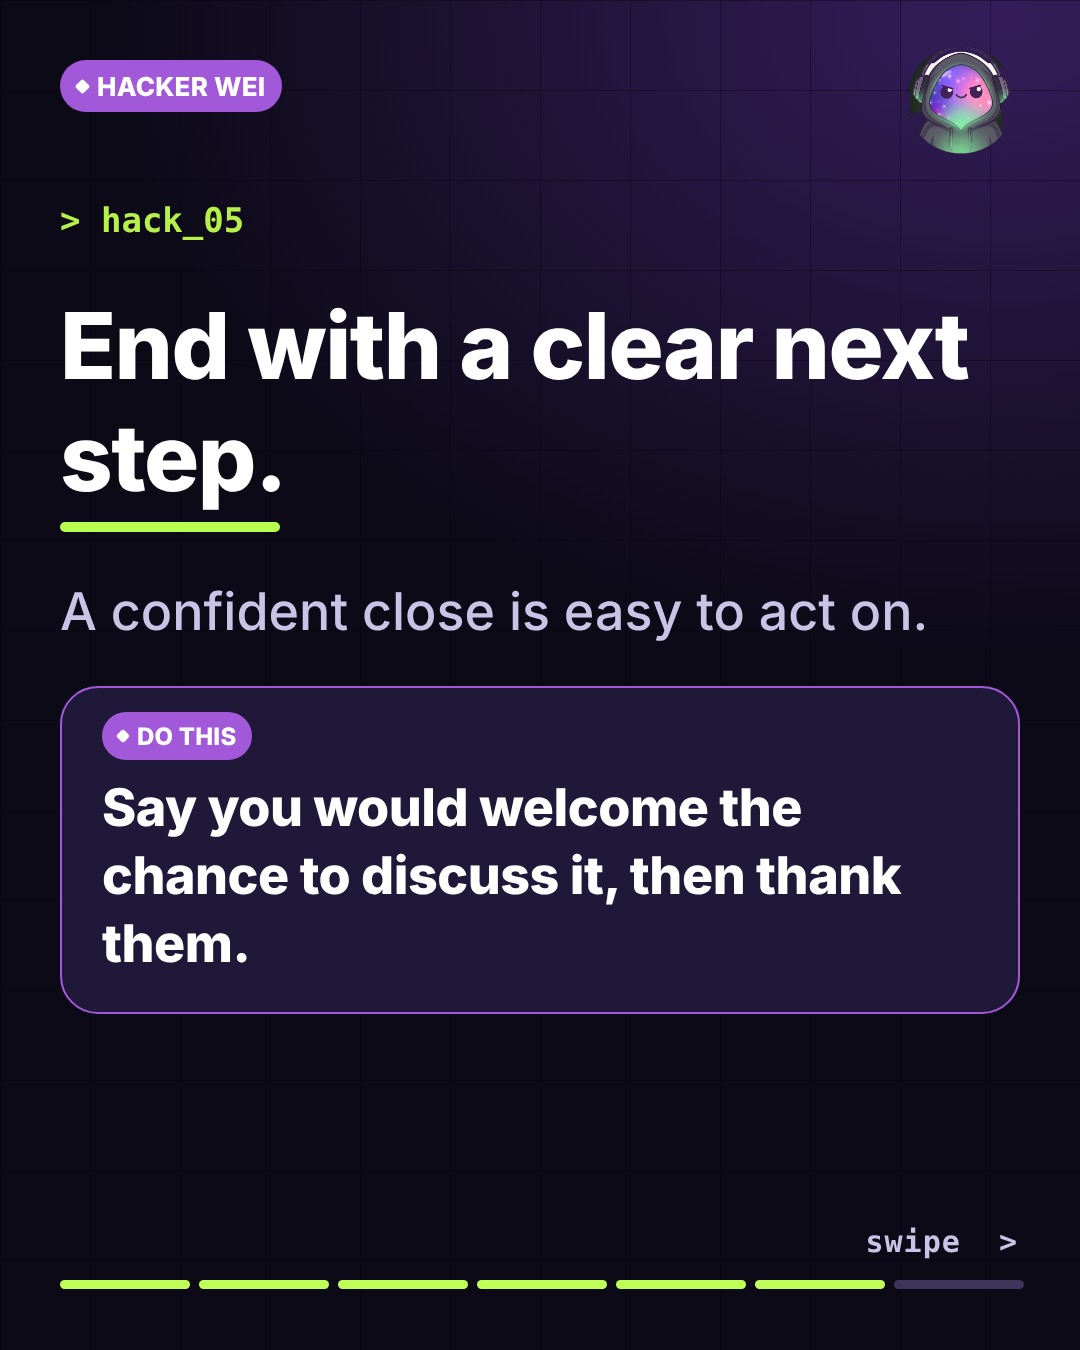 HACKER WEI
> hack_05
End with a clear next
step.
A confident close is easy to act on.
DO THIS
Say you would welcome the
chance to discuss it, then thank
them.
swipe >